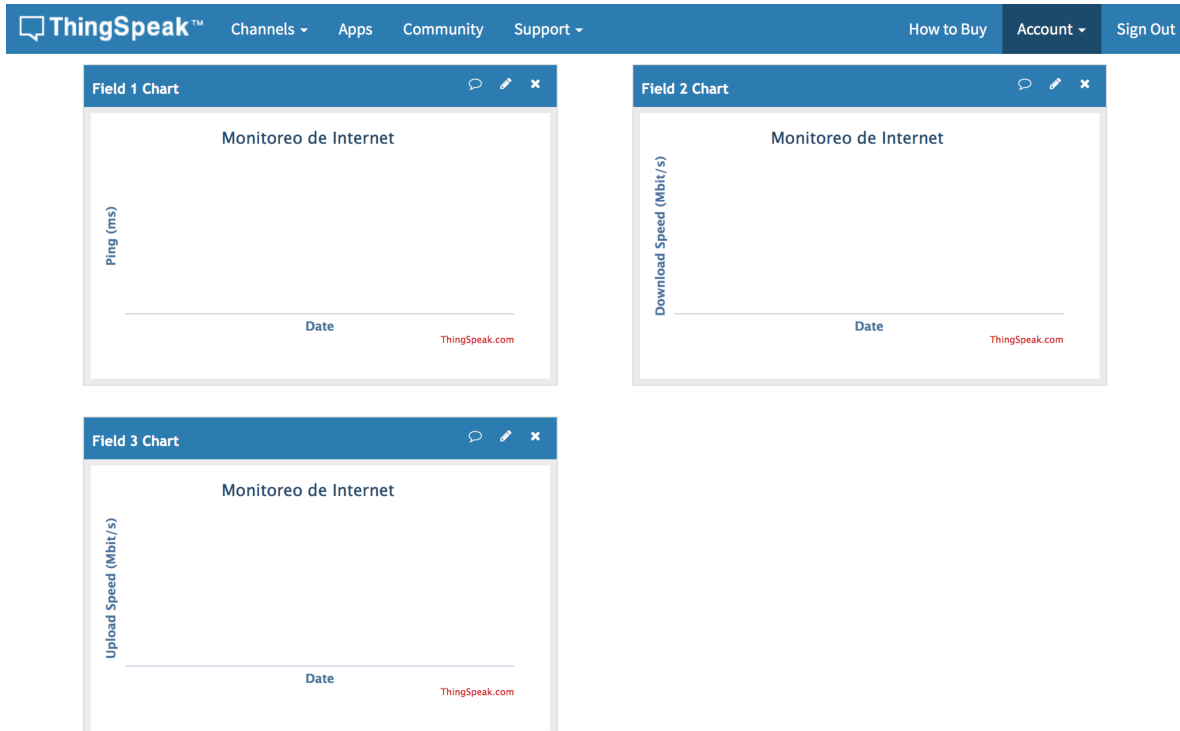 ThingSpeak™ Channels Apps Community Support How to Buy Account Sign Out
Field 1 Chart
Monitoreo de Internet
Ping (ms)
Date
ThingSpeak.com
Field 2 Chart
Monitoreo de Internet
Download Speed (Mbit/s)
Date
ThingSpeak.com
Field 3 Chart
Monitoreo de Internet
Upload Speed (Mbit/s)
Date
ThingSpeak.com